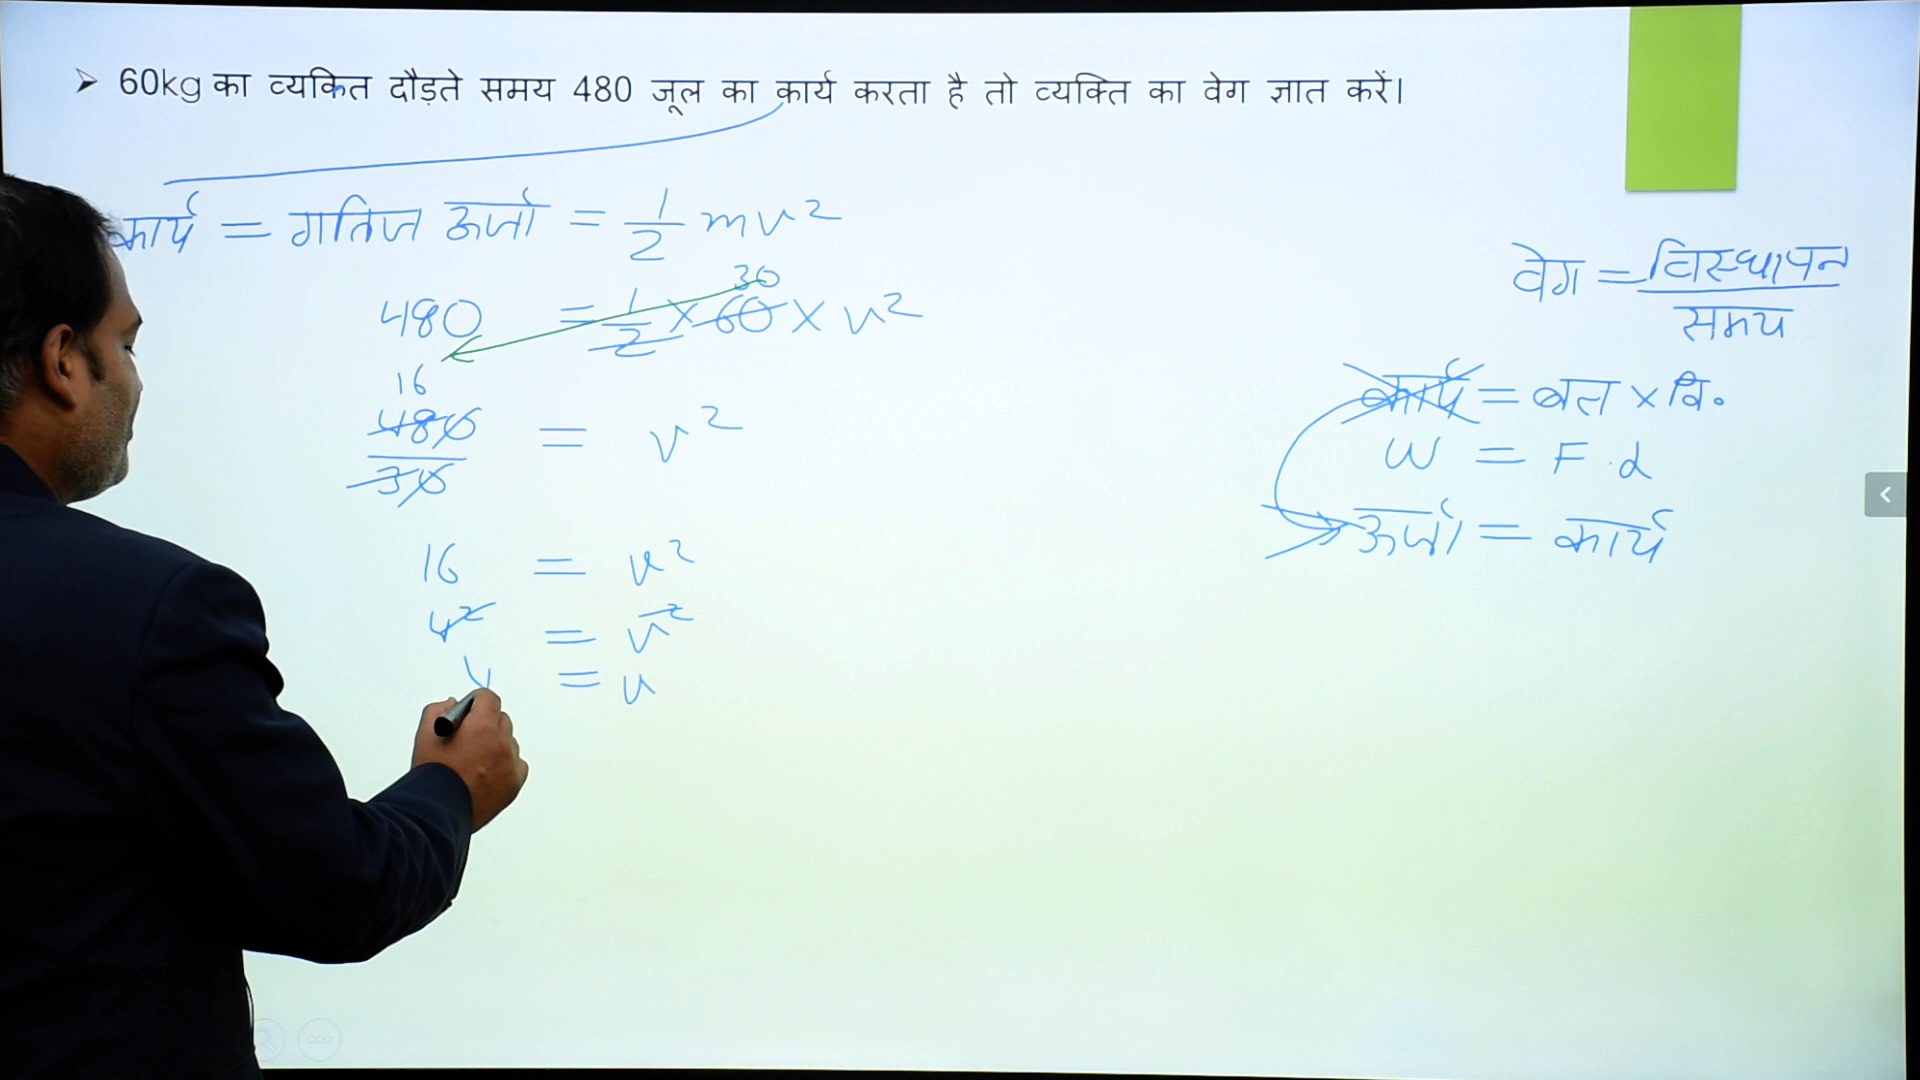 ➢ 60kg का व्यकित दौड़ते समय 480 जूल का कार्य करता है तो व्यक्ति का वेग ज्ञात करें।
कार्य = गतिज ऊर्जा = 1/2 mv²
30
480 = 1/2 × 60 × v²
16
480/30 = v²
16 = v²
4² = v²
4 = v
वेग = विस्थापन/समय
कार्य = बल × वि॰
W = F.d
ऊर्जा = कार्य